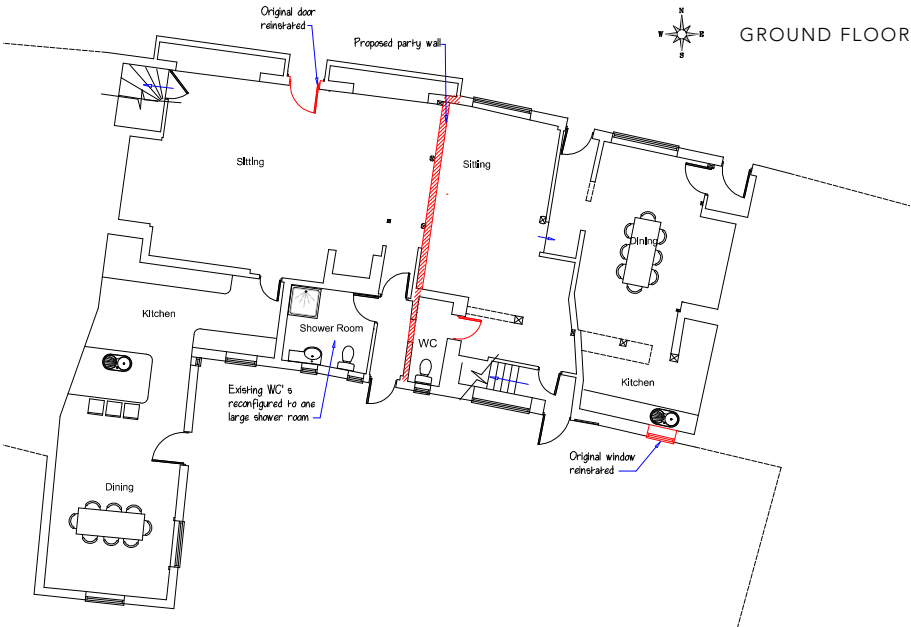 Original door
reinstated
Proposed party wall
N
W E
S
GROUND FLOOR
Sitting
Sitting
Dining
Kitchen
Shower Room
WC
Kitchen
Existing WC's
reconfigured to one
large shower room
Original window
reinstated
Dining